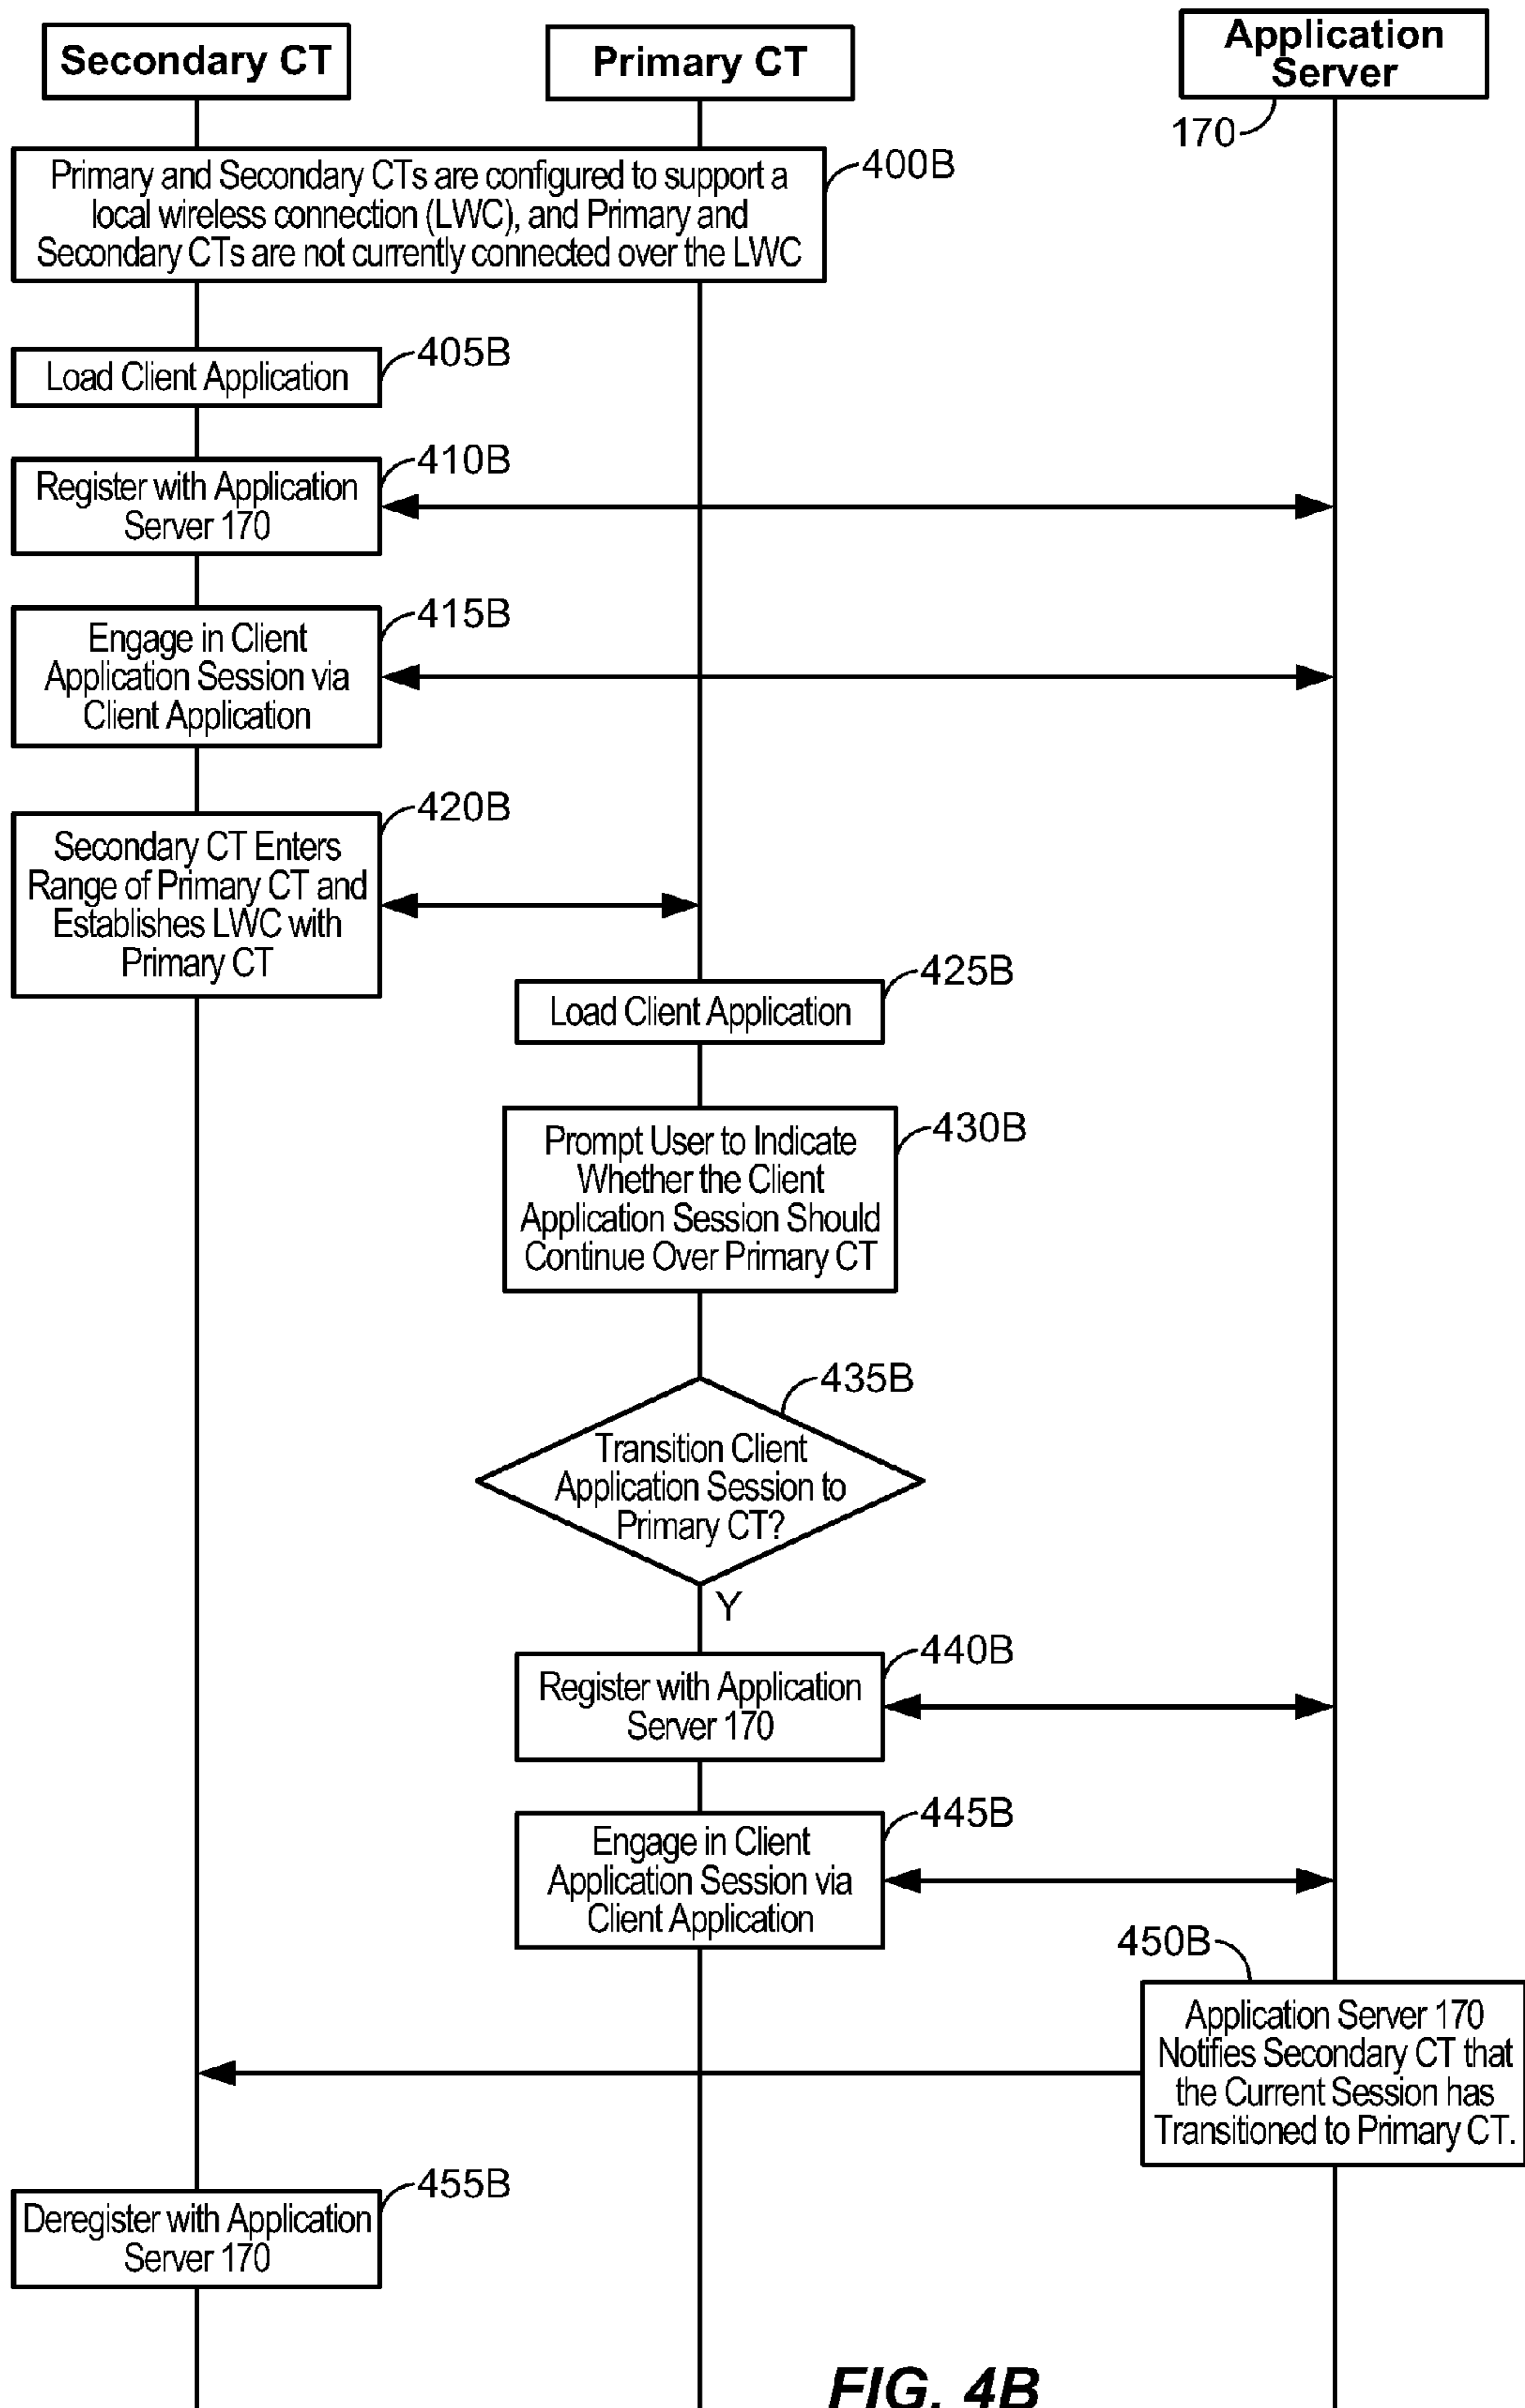 Secondary CT
Primary CT
Application
Server
170
Primary and Secondary CTs are configured to support a
local wireless connection (LWC), and Primary and
Secondary CTs are not currently connected over the LWC
400B
Load Client Application
405B
Register with Application
Server 170
410B
Engage in Client
Application Session via
Client Application
415B
Secondary CT Enters
Range of Primary CT and
Establishes LWC with
Primary CT
420B
Load Client Application
425B
Prompt User to Indicate
Whether the Client
Application Session Should
Continue Over Primary CT
430B
Transition Client
Application Session to
Primary CT?
435B
Y
Register with Application
Server 170
440B
Engage in Client
Application Session via
Client Application
445B
450B
Application Server 170
Notifies Secondary CT that
the Current Session has
Transitioned to Primary CT.
Deregister with Application
Server 170
455B
FIG. 4B